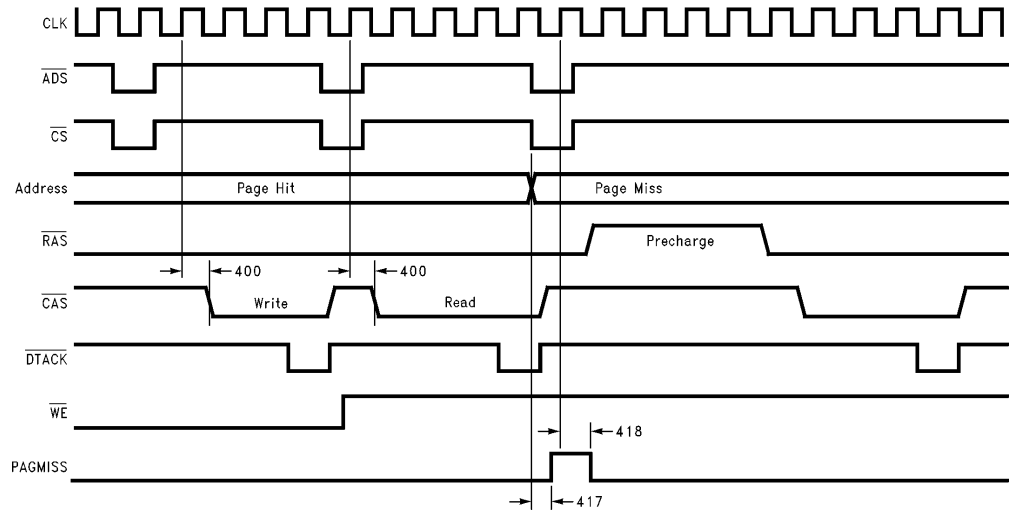 CLK
ADS
CS
Address Page Hit Page Miss
RAS Precharge
400 400
CAS Write Read
DTACK
WE
418
PAGMISS
417